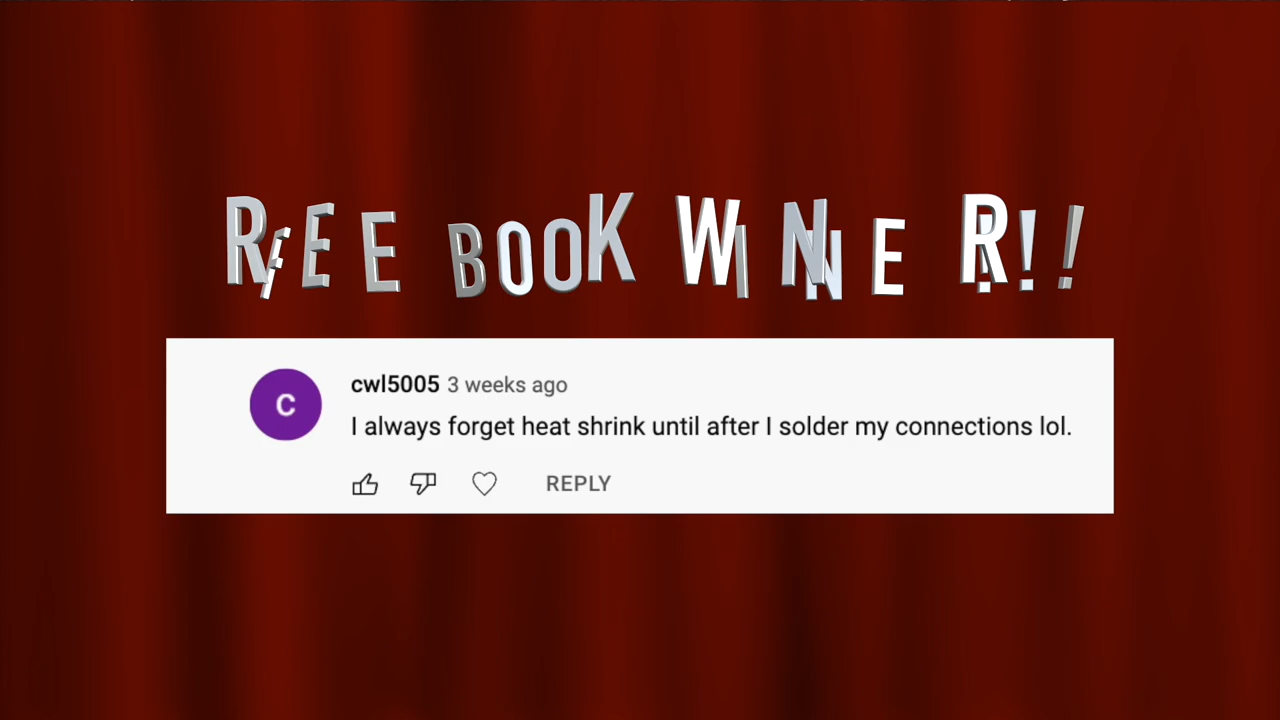 FREE BOOK WINNER!!!
C
cwl5005 3 weeks ago
I always forget heat shrink until after I solder my connections lol.
REPLY